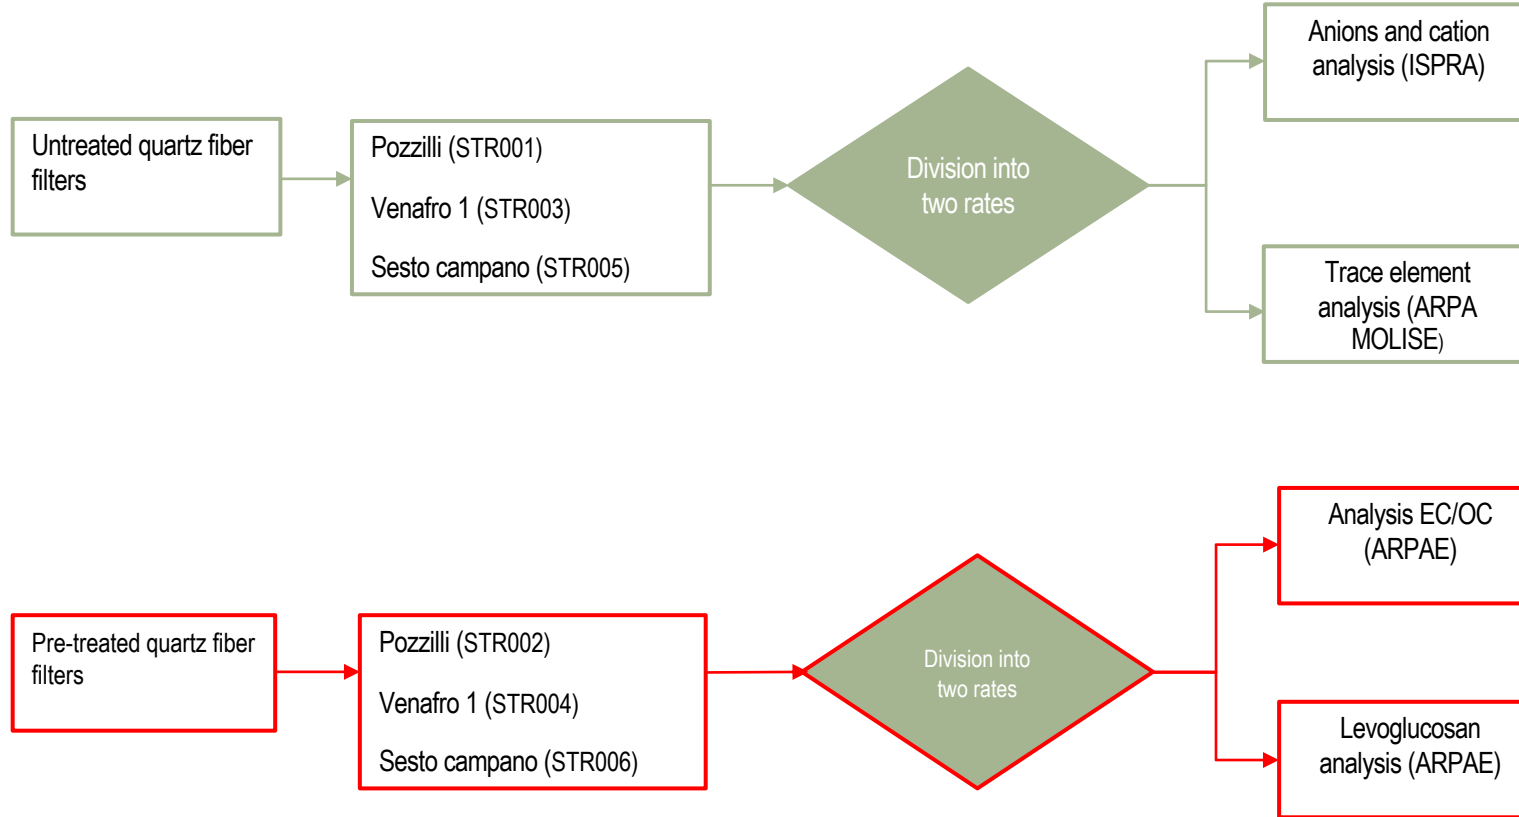 Untreated quartz fiber
filters
Pozzilli (STR001)
Venafro 1 (STR003)
Sesto campano (STR005)
Division into
two rates
Anions and cation
analysis (ISPRA)
Trace element
analysis (ARPA
MOLISE)
Pre-treated quartz fiber
filters
Pozzilli (STR002)
Venafro 1 (STR004)
Sesto campano (STR006)
Division into
two rates
Analysis EC/OC
(ARPAE)
Levoglucosan
analysis (ARPAE)